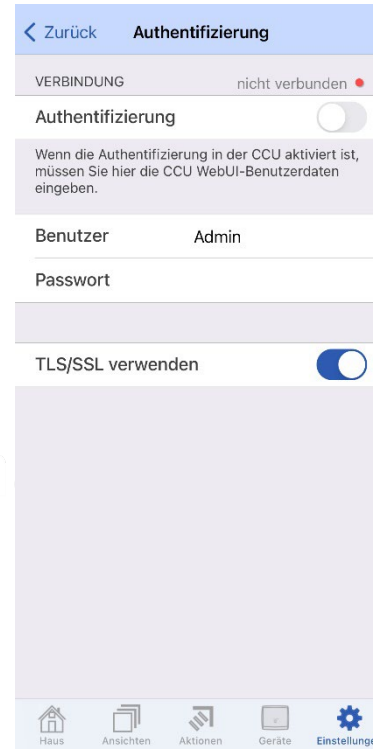 Zurück Authentifizierung
VERBINDUNG nicht verbunden
Authentifizierung
Wenn die Authentifizierung in der CCU aktiviert ist,
müssen Sie hier die CCU WebUI-Benutzerdaten
eingeben.
Benutzer Admin
Passwort
TLS/SSL verwenden
Haus Ansichten Aktionen Geräte Einstellunge